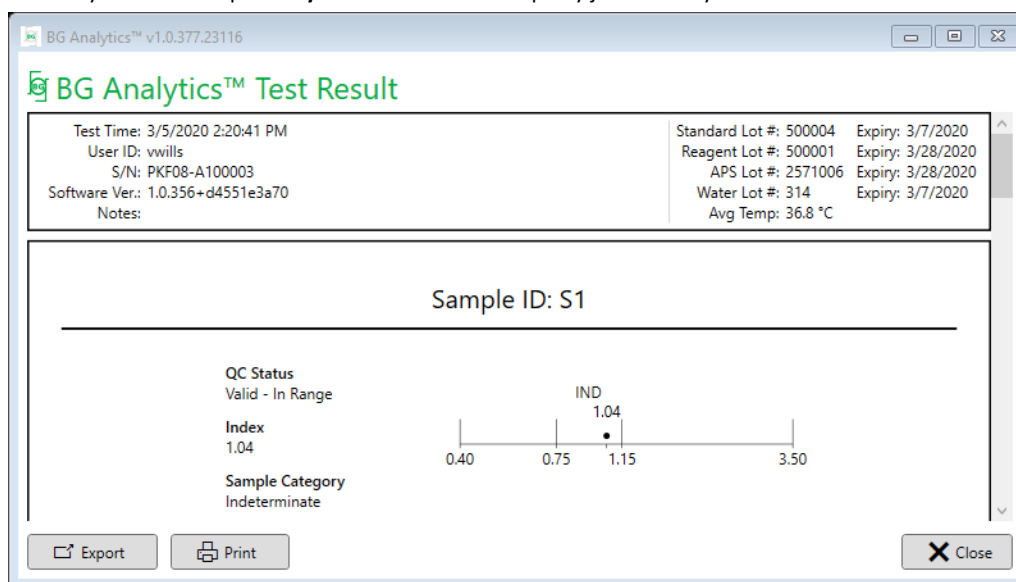 BG Analytics™ v1.0.377.23116
BG BG Analytics™ Test Result
Test Time: 3/5/2020 2:20:41 PM
User ID: vwills
S/N: PKF08-A100003
Software Ver.: 1.0.356+d4551e3a70
Notes:
Standard Lot #: 500004 Expiry: 3/7/2020
Reagent Lot #: 500001 Expiry: 3/28/2020
APS Lot #: 2571006 Expiry: 3/28/2020
Water Lot #: 314 Expiry: 3/7/2020
Avg Temp: 36.8 °C
Sample ID: S1
QC Status
Valid - In Range
Index
1.04
Sample Category
Indeterminate
IND
1.04
0.40 0.75 1.15 3.50
Export Print Close